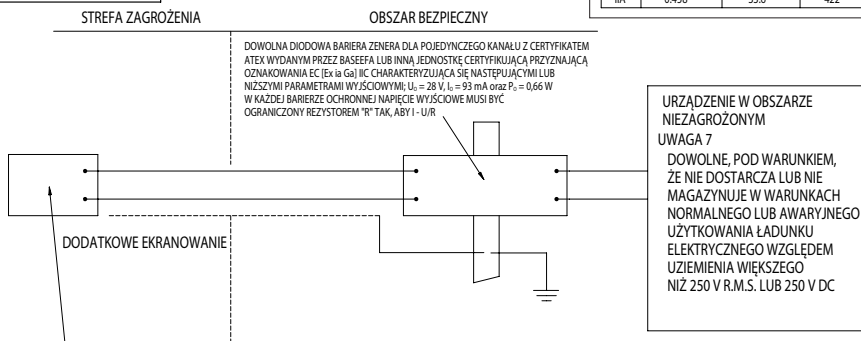 IIA 0.498 33.0 422
STREFA ZAGROŻENIA
OBSZAR BEZPIECZNY
DOWOLNA DIODOWA BARIERA ZENERA DLA POJEDYNCZEGO KANAŁU Z CERTYFIKATEM
ATEX WYDANYM PRZEZ BASEEFA LUB INNĄ JEDNOSTKĘ CERTYFIKUJĄCĄ PRZYZNAJĄCĄ
OZNAKOWANIA EC [Ex ia Ga] IIC CHARAKTERYZUJĄCA SIĘ NASTĘPUJĄCYMI LUB
NIŻSZYMI PARAMETRAMI WYJŚCIOWYMI; U₀ = 28 V, I₀ = 93 mA oraz P₀ = 0,66 W
W KAŻDEJ BARIERZE OCHRONNEJ NAPIĘCIE WYJŚCIOWE MUSI BYĆ
OGRANICZONY REZYSTOREM "R" TAK, ABY I - U/R
URZĄDZENIE W OBSZARZE
NIEZAGROŻONYM
UWAGA 7
DOWOLNE, POD WARUNKIEM,
ŻE NIE DOSTARCZA LUB NIE
MAGAZYNUJE W WARUNKACH
NORMALNEGO LUB AWARYJNEGO
UŻYTKOWANIA ŁADUNKU
ELEKTRYCZNEGO WZGLĘDEM
UZIEMIENIA WIĘKSZEGO
NIŻ 250 V R.M.S. LUB 250 V DC
DODATKOWE EKRANOWANIE